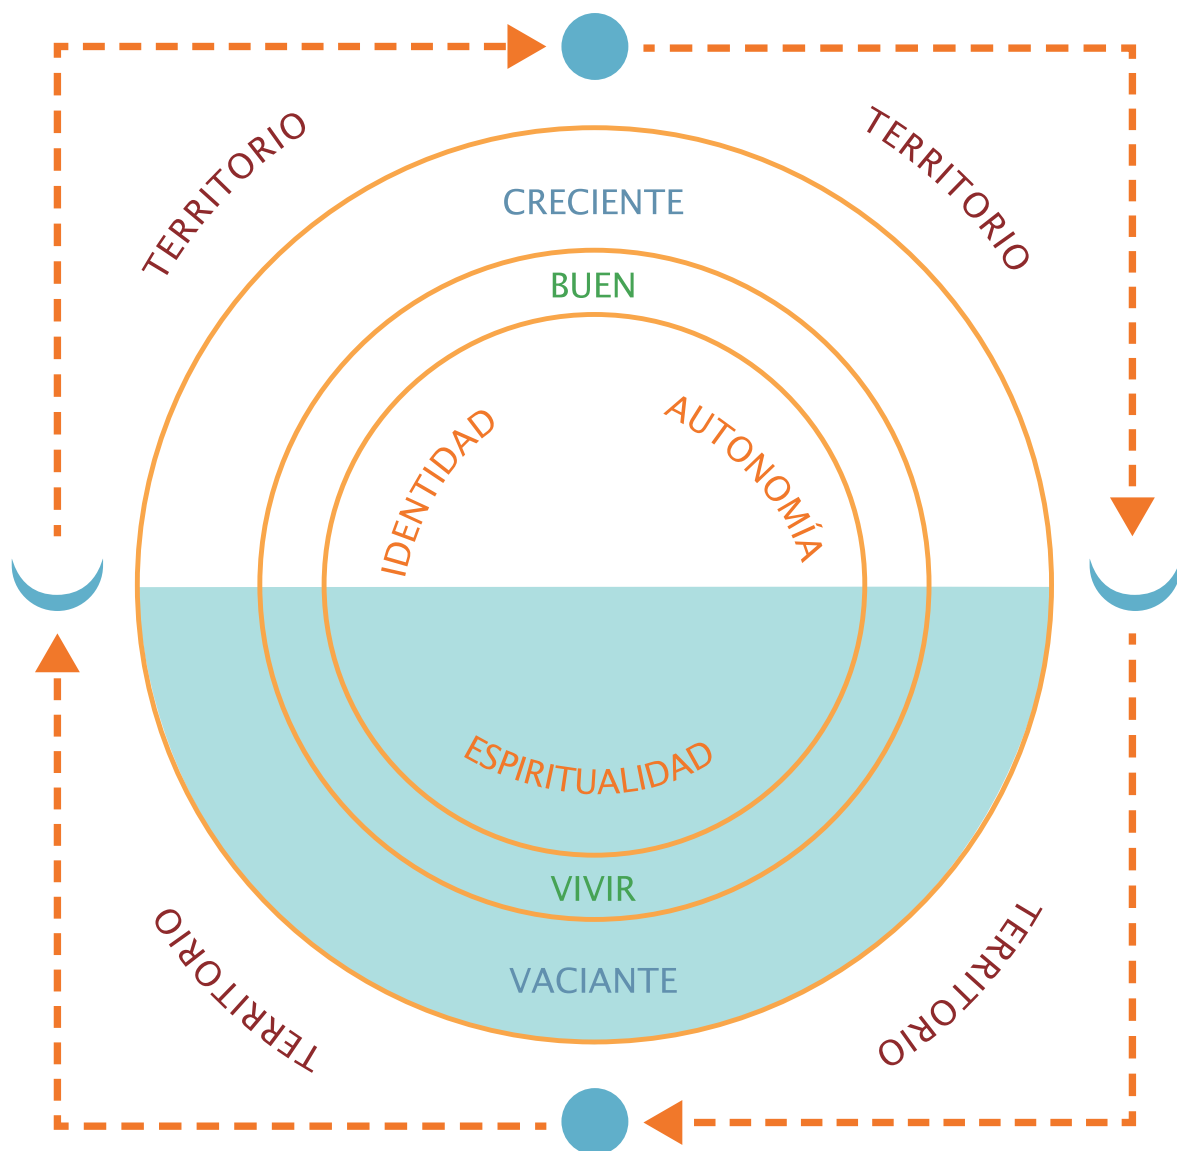 TERRITORIO
TERRITORIO
CRECIENTE
BUEN
IDENTIDAD
AUTONOMÍA
ESPIRITUALIDAD
VIVIR
VACIANTE
TERRITORIO
TERRITORIO